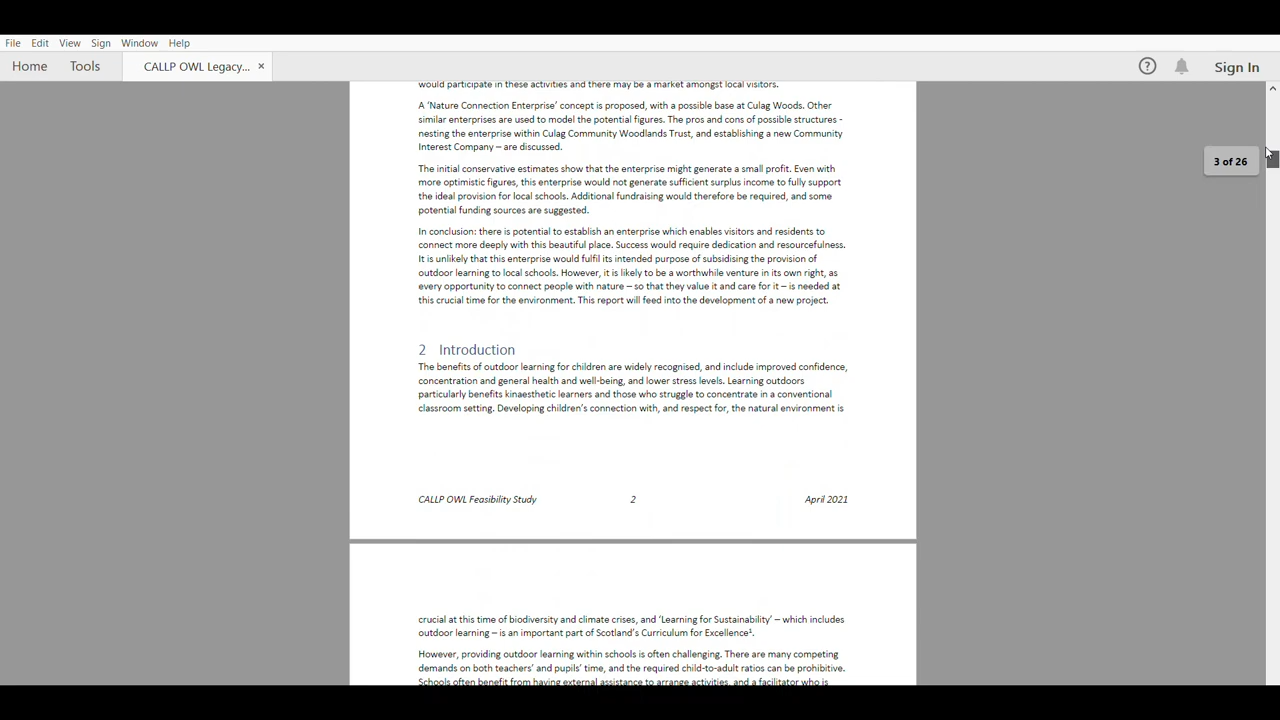 File Edit View Sign Window Help
Home Tools CALLP OWL Legacy... × Sign In
would participate in these activities and there may be a market amongst local visitors.
A ‘Nature Connection Enterprise’ concept is proposed, with a possible base at Culag Woods. Other
similar enterprises are used to model the potential figures. The pros and cons of possible structures -
nesting the enterprise within Culag Community Woodlands Trust, and establishing a new Community
Interest Company – are discussed.
The initial conservative estimates show that the enterprise might generate a small profit. Even with
more optimistic figures, this enterprise would not generate sufficient surplus income to fully support
the ideal provision for local schools. Additional fundraising would therefore be required, and some
potential funding sources are suggested.
In conclusion: there is potential to establish an enterprise which enables visitors and residents to
connect more deeply with this beautiful place. Success would require dedication and resourcefulness.
It is unlikely that this enterprise would fulfil its intended purpose of subsidising the provision of
outdoor learning to local schools. However, it is likely to be a worthwhile venture in its own right, as
every opportunity to connect people with nature – so that they value it and care for it – is needed at
this crucial time for the environment. This report will feed into the development of a new project.
3 of 26
2 Introduction
The benefits of outdoor learning for children are widely recognised, and include improved confidence,
concentration and general health and well-being, and lower stress levels. Learning outdoors
particularly benefits kinaesthetic learners and those who struggle to concentrate in a conventional
classroom setting. Developing children’s connection with, and respect for, the natural environment is
CALLP OWL Feasibility Study 2 April 2021
crucial at this time of biodiversity and climate crises, and ‘Learning for Sustainability’ – which includes
outdoor learning – is an important part of Scotland’s Curriculum for Excellence¹.
However, providing outdoor learning within schools is often challenging. There are many competing
demands on both teachers’ and pupils’ time, and the required child-to-adult ratios can be prohibitive.
Schools often benefit from having external assistance to arrange activities, and a facilitator who is